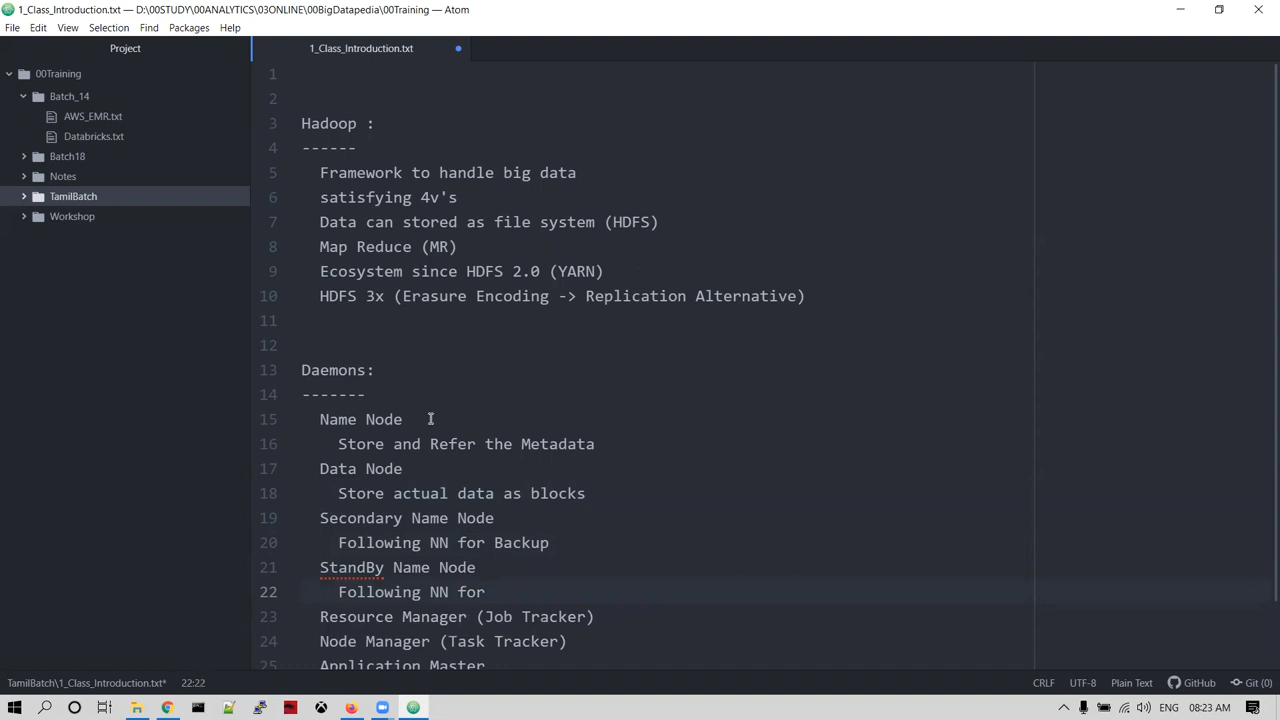 1_Class_Introduction.txt — D:\00STUDY\00ANALYTICS\03ONLINE\00BigDatapedia\00Training — Atom
File Edit View Selection Find Packages Help
Project
1_Class_Introduction.txt
00Training
Batch_14
AWS_EMR.txt
Databricks.txt
Batch18
Notes
TamilBatch
Workshop
1
2
3 Hadoop :
4 ------
5 Framework to handle big data
6 satisfying 4v's
7 Data can stored as file system (HDFS)
8 Map Reduce (MR)
9 Ecosystem since HDFS 2.0 (YARN)
10 HDFS 3x (Erasure Encoding -> Replication Alternative)
11
12
13 Daemons:
14 -------
15 Name Node
16 Store and Refer the Metadata
17 Data Node
18 Store actual data as blocks
19 Secondary Name Node
20 Following NN for Backup
21 StandBy Name Node
22 Following NN for
23 Resource Manager (Job Tracker)
24 Node Manager (Task Tracker)
25 Application Master
TamilBatch\1_Class_Introduction.txt* 22:22 CRLF UTF-8 Plain Text GitHub Git (0)
ENG 08:23 AM